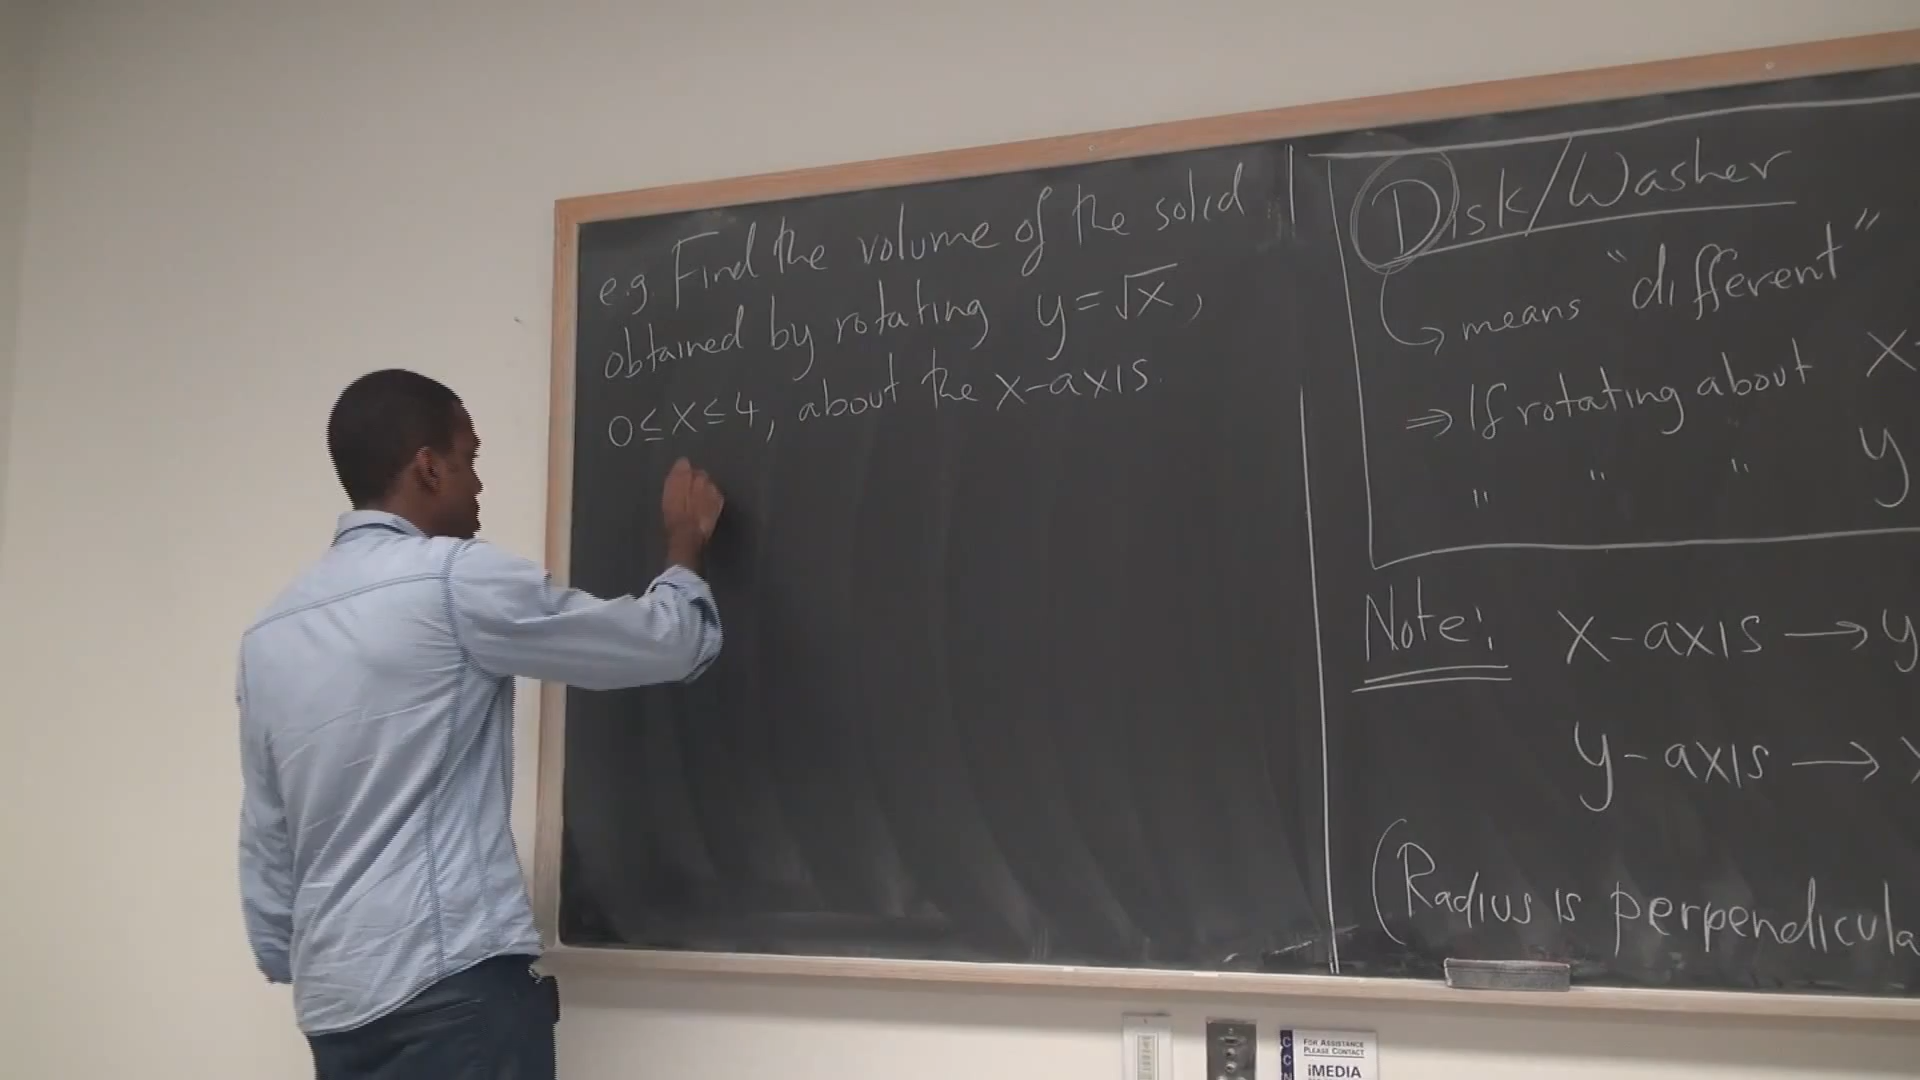 e.g. Find the volume of the solid
obtained by rotating y=√x,
0≤x≤4, about the x-axis.
Disk/Washer
↳ means "different"
⇒ If rotating about x-
" " " y
Note: x-axis → y
y-axis → x
(Radius is perpendicula
FOR ASSISTANCE
PLEASE CONTACT
iMEDIA